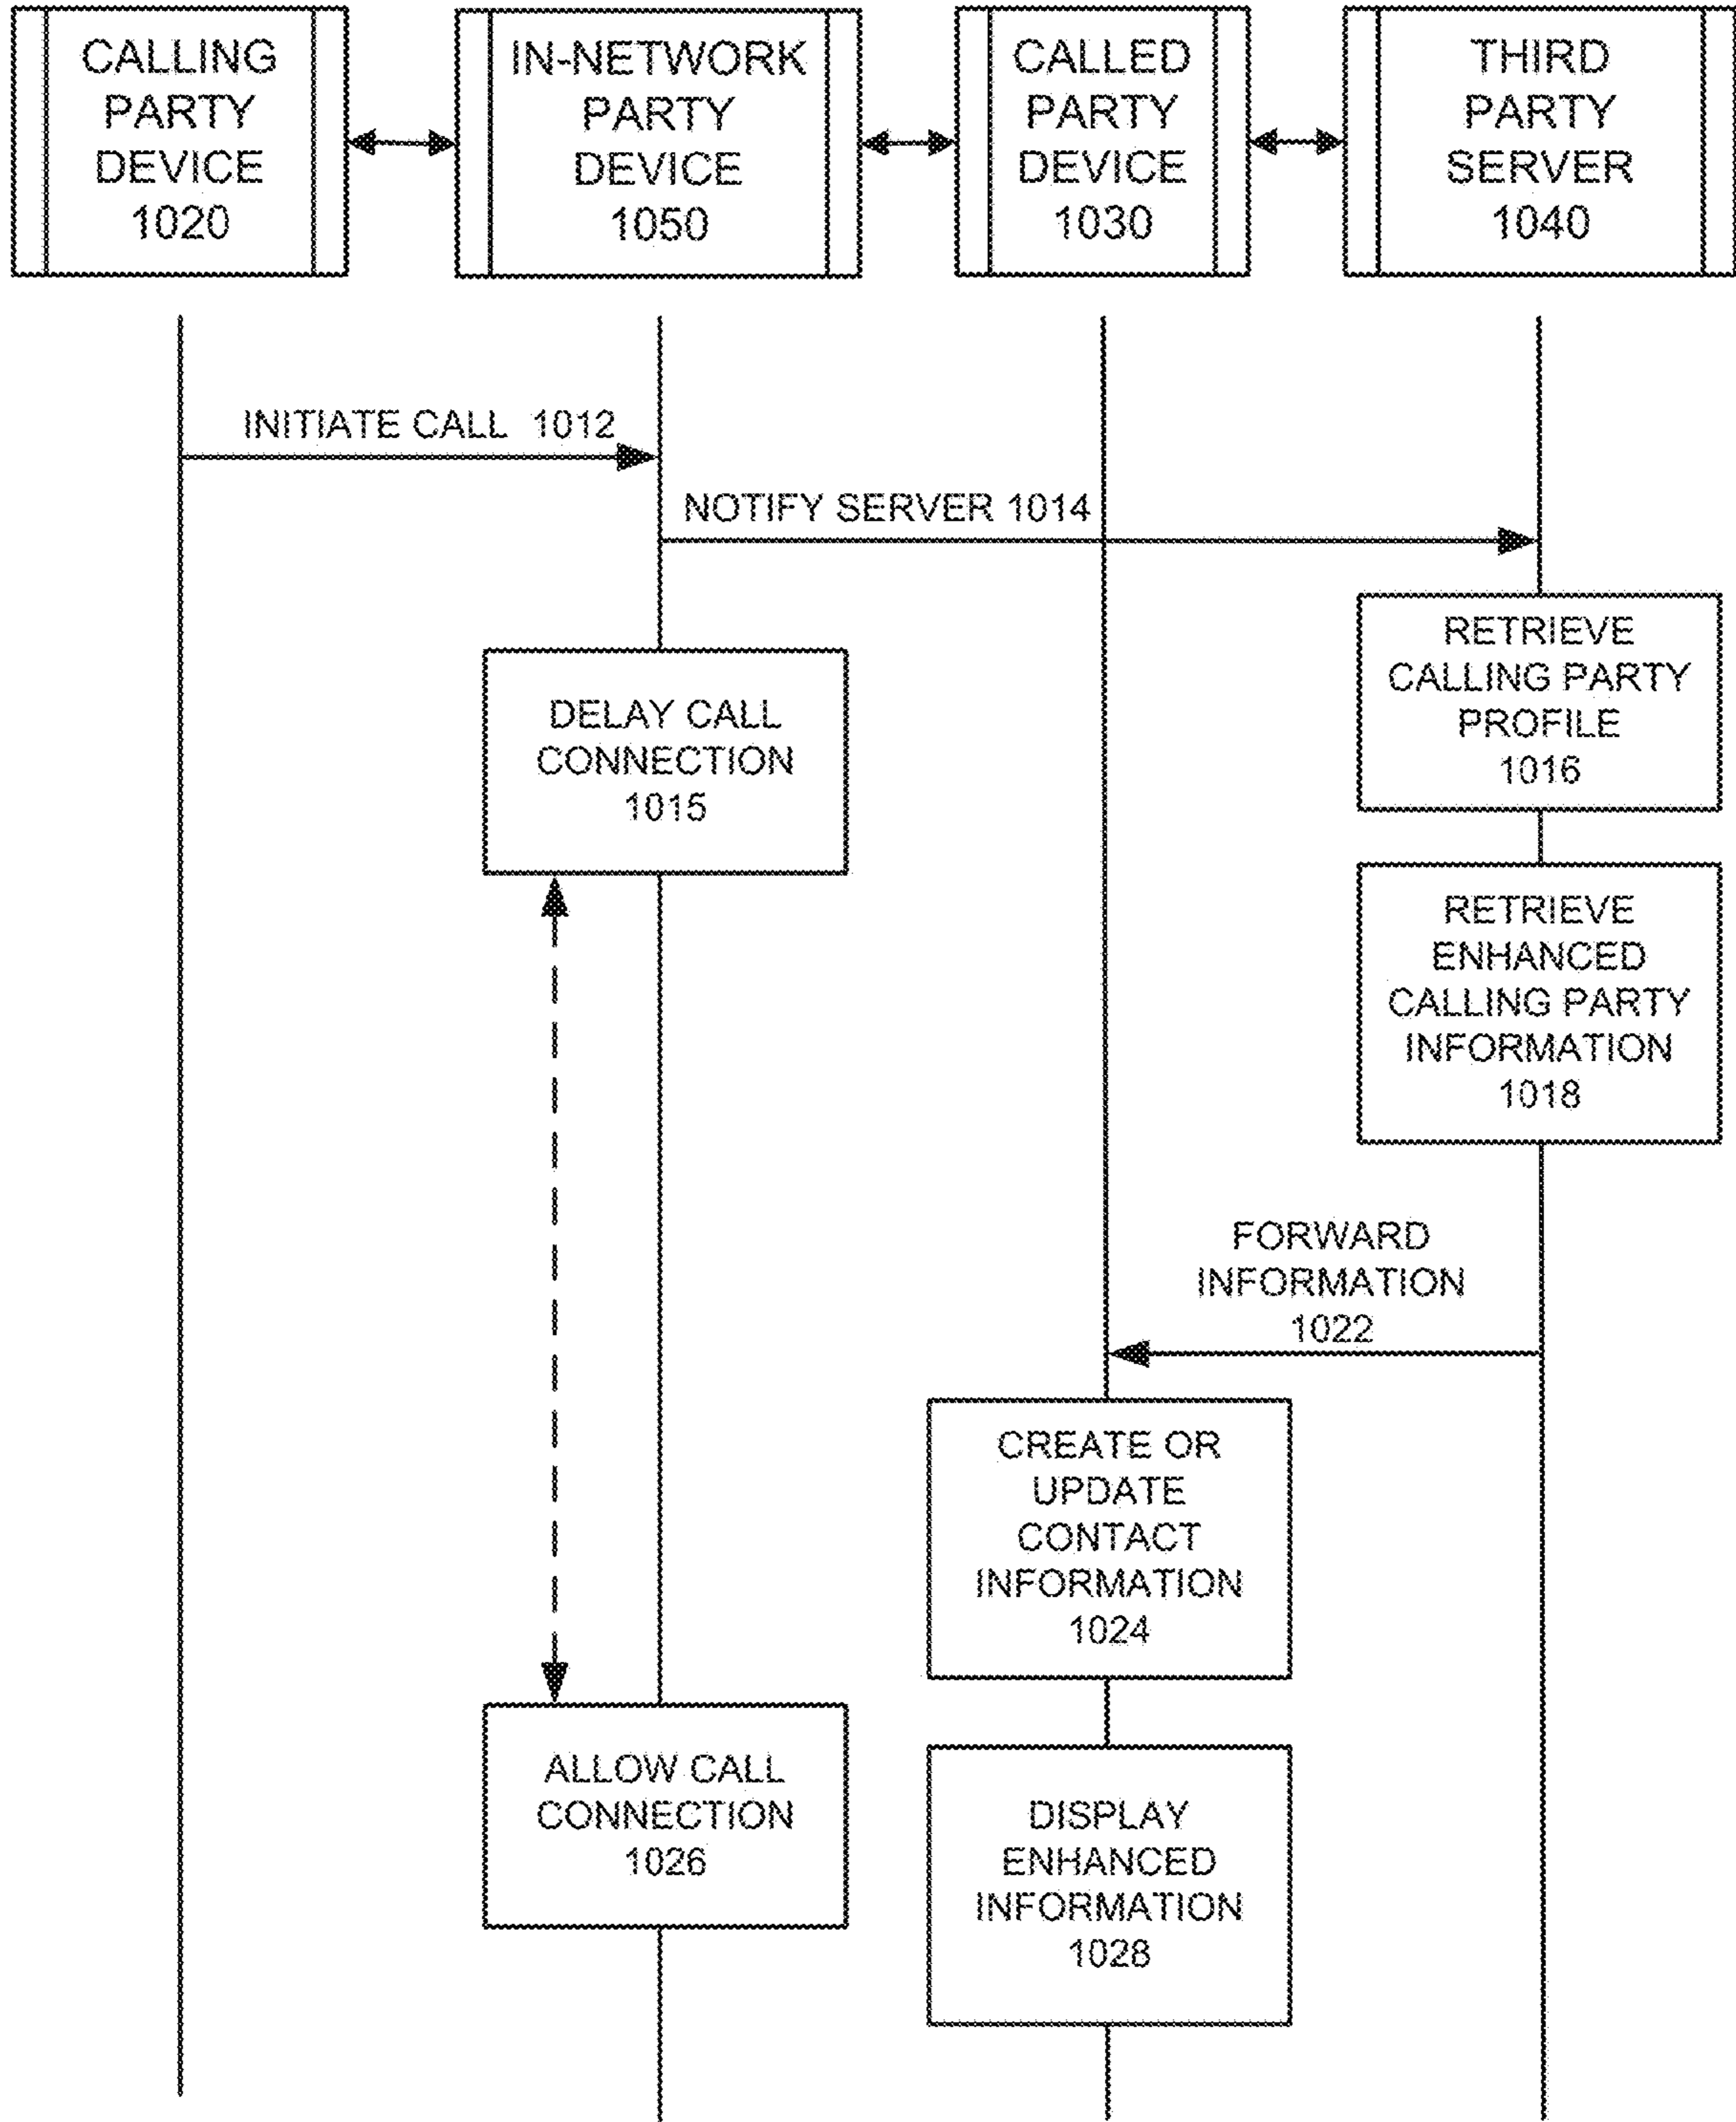 CALLING
PARTY
DEVICE
1020
IN-NETWORK
PARTY
DEVICE
1050
CALLED
PARTY
DEVICE
1030
THIRD
PARTY
SERVER
1040
INITIATE CALL 1012
NOTIFY SERVER 1014
RETRIEVE
CALLING PARTY
PROFILE
1016
DELAY CALL
CONNECTION
1015
RETRIEVE
ENHANCED
CALLING PARTY
INFORMATION
1018
FORWARD
INFORMATION
1022
CREATE OR
UPDATE
CONTACT
INFORMATION
1024
ALLOW CALL
CONNECTION
1026
DISPLAY
ENHANCED
INFORMATION
1028